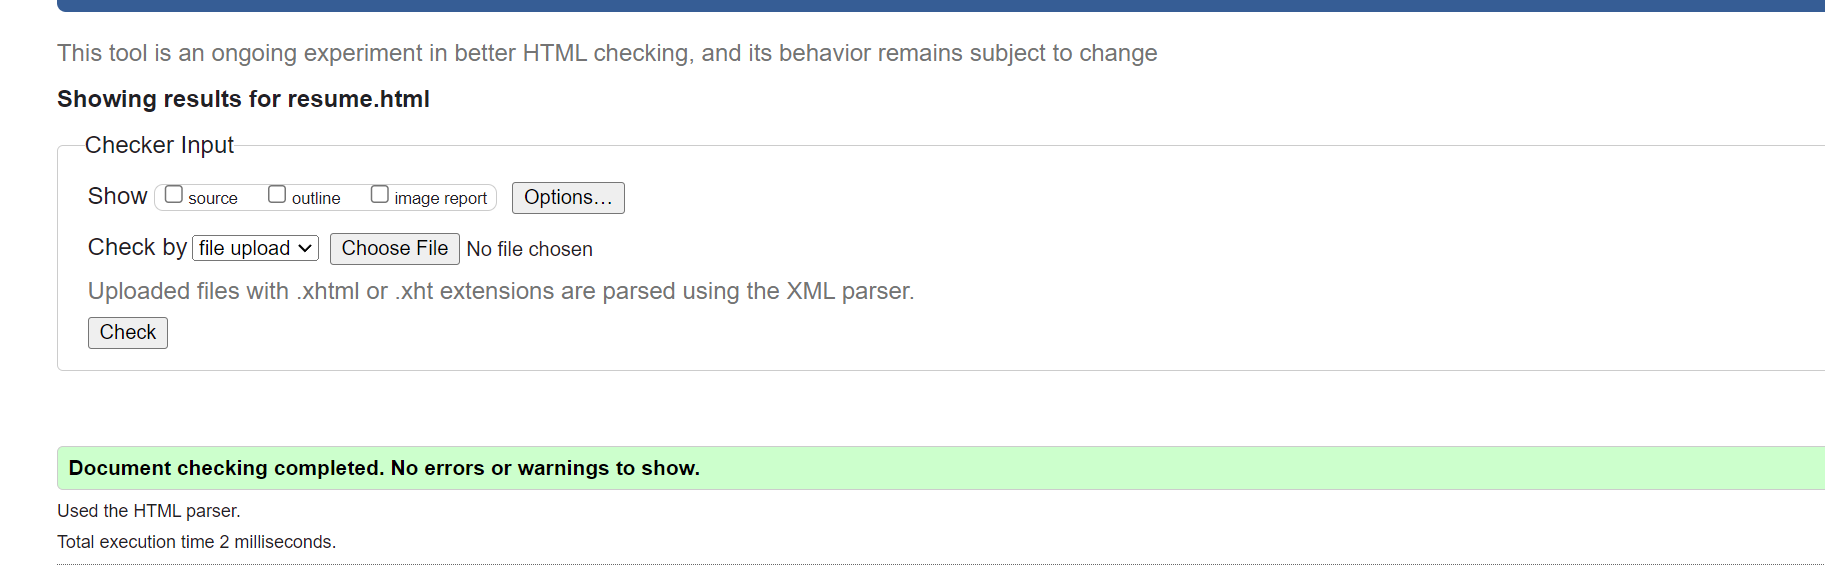 This tool is an ongoing experiment in better HTML checking, and its behavior remains subject to change
Showing results for resume.html
Checker Input
Show source outline image report Options...
Check by file upload Choose File No file chosen
Uploaded files with .xhtml or .xht extensions are parsed using the XML parser.
Check
Document checking completed. No errors or warnings to show.
Used the HTML parser.
Total execution time 2 milliseconds.